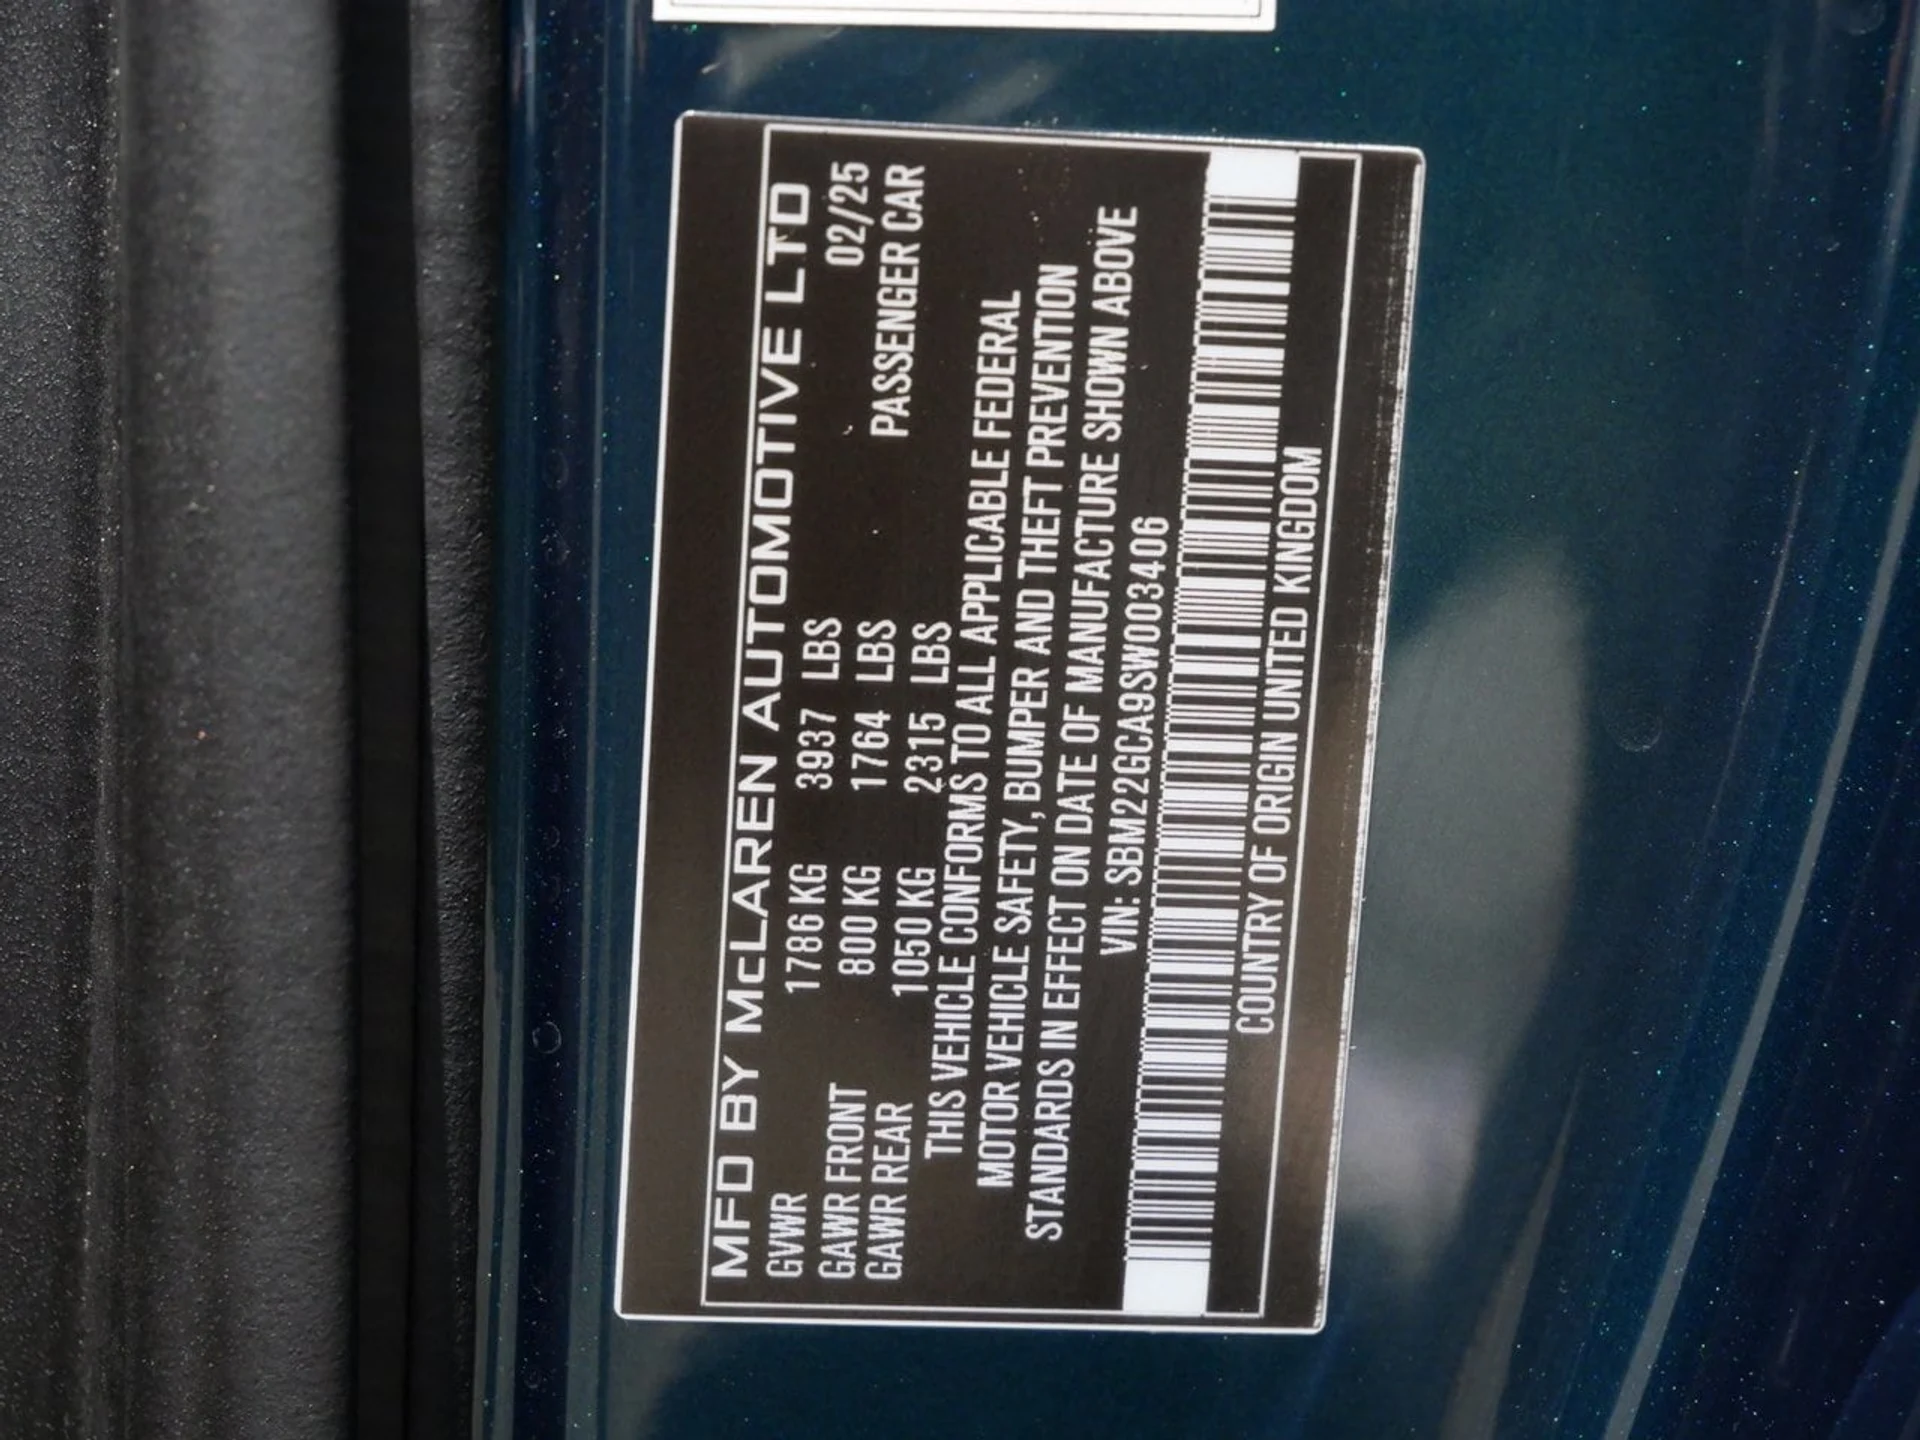 MFD BY McLAREN AUTOMOTIVE LTD
GVWR 1786 KG 3937 LBS 02/25
GAWR FRONT 800 KG 1764 LBS PASSENGER CAR
GAWR REAR 1050 KG 2315 LBS
THIS VEHICLE CONFORMS TO ALL APPLICABLE FEDERAL
MOTOR VEHICLE SAFETY, BUMPER AND THEFT PREVENTION
STANDARDS IN EFFECT ON DATE OF MANUFACTURE SHOWN ABOVE
VIN: SBM22GCA9SW003406
COUNTRY OF ORIGIN UNITED KINGDOM